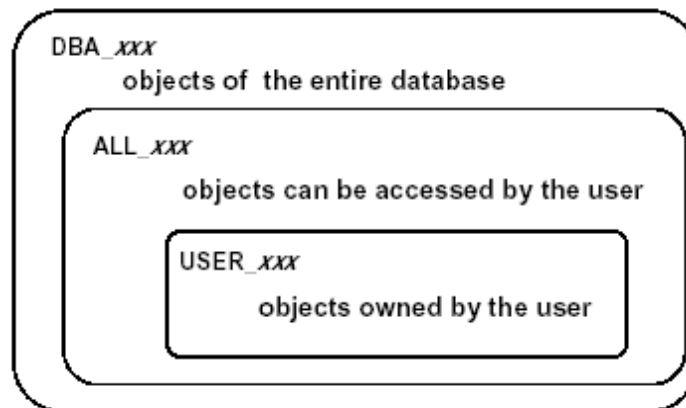 DBA_xxx
objects of the entire database
ALL_xxx
objects can be accessed by the user
USER_xxx
objects owned by the user